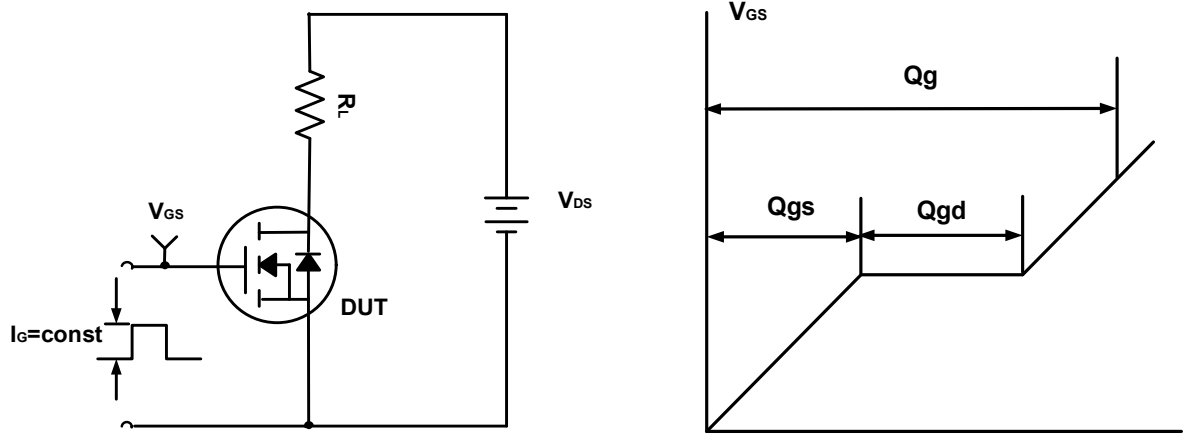 RL
VDS
VGS
DUT
IG=const
VGS
Qg
Qgs
Qgd